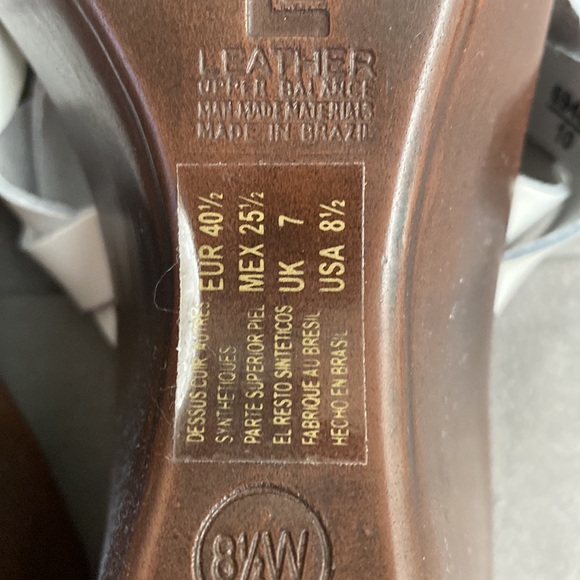 LEATHER
UPPER BALANCE
MAN-MADE MATERIALS
MADE IN BRAZIL
EUR 40½
MEX 25½
UK 7
USA 8½
DESSUS CUIR, AUTRES
SYNTHETIQUES
PARTE SUPERIOR PIEL
EL RESTO SINTETICOS
FABRIQUE AU BRESIL
HECHO EN BRASIL
8½W
10